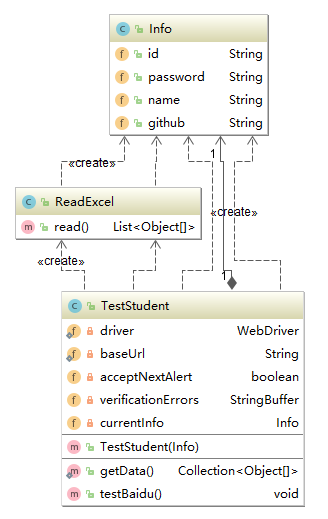 Info
id String
password String
name String
github String
«create»
1
ReadExcel
read() List<Object[]>
«create»
«create»
1
TestStudent
driver WebDriver
baseUrl String
acceptNextAlert boolean
verificationErrors StringBuffer
currentInfo Info
TestStudent(Info)
getData() Collection<Object[]>
testBaidu() void